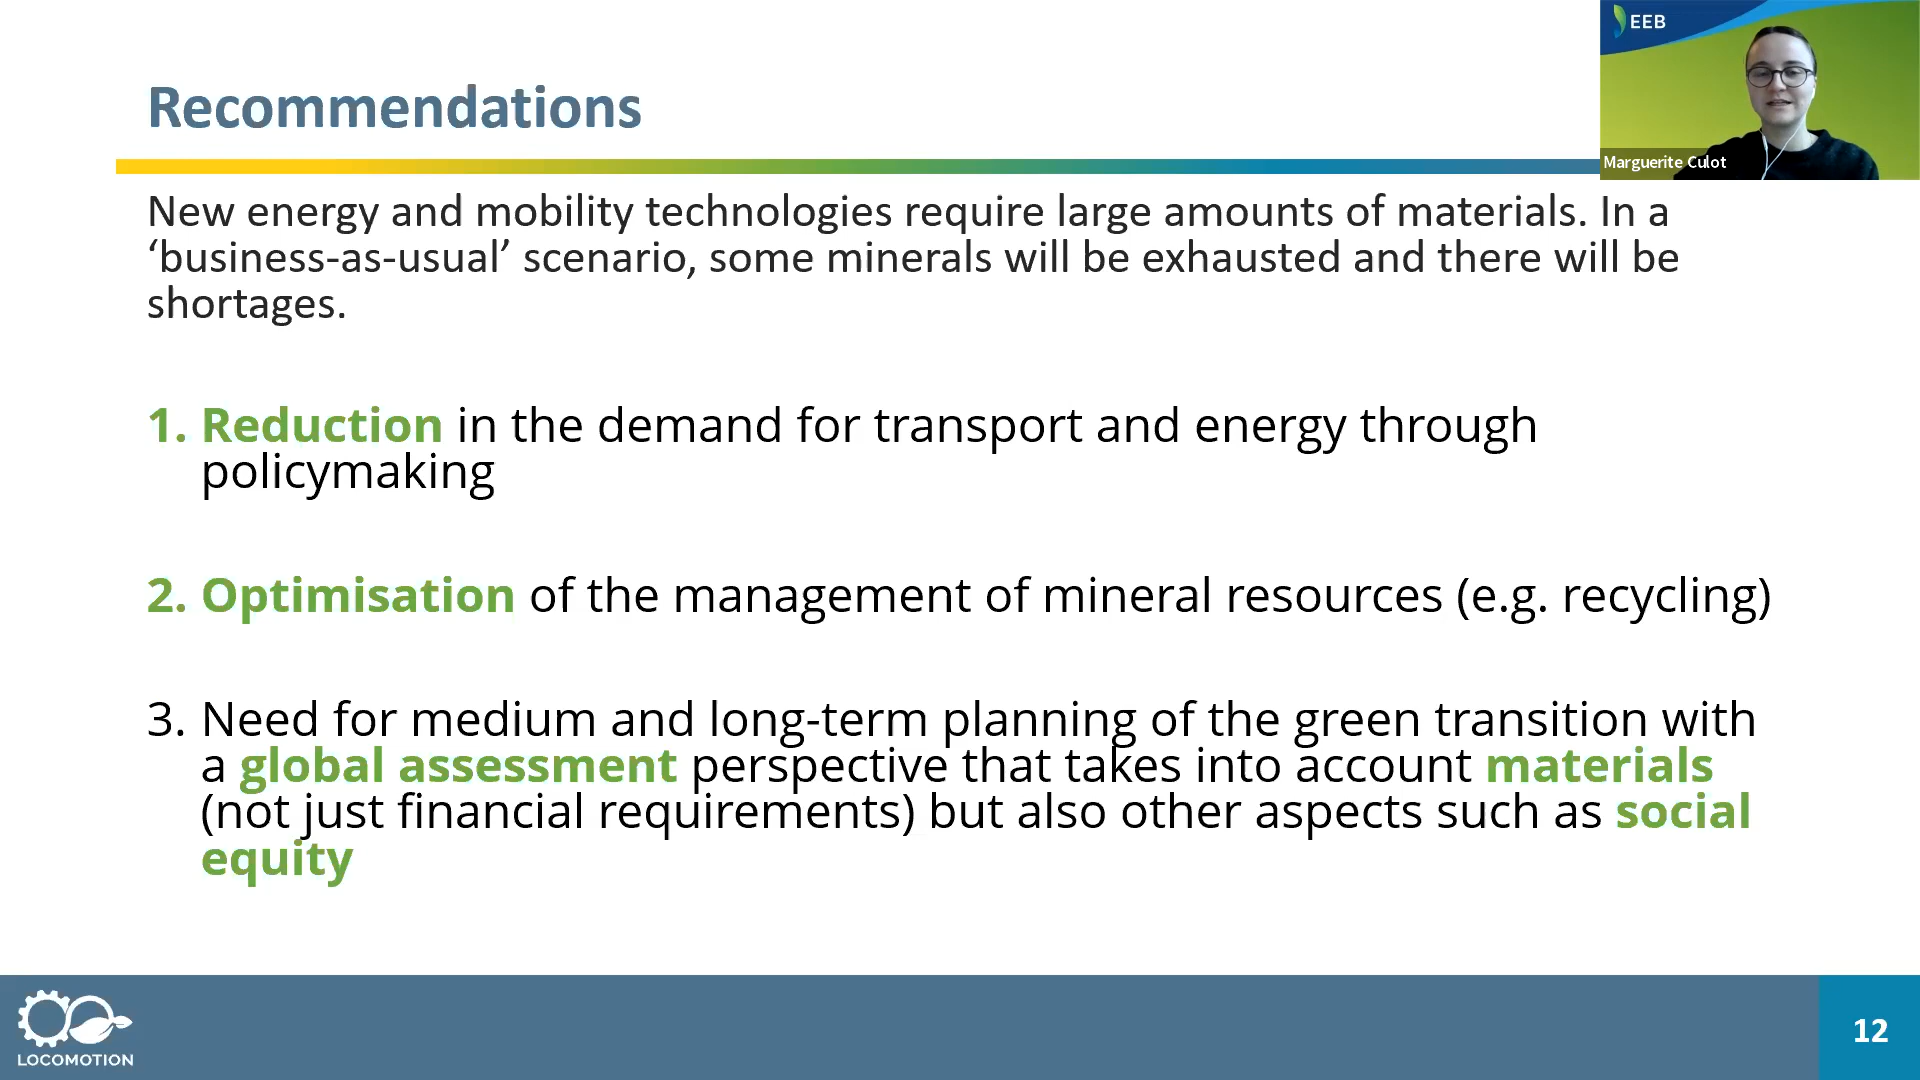 EEB
Marguerite Culot
Recommendations
New energy and mobility technologies require large amounts of materials. In a
‘business-as-usual’ scenario, some minerals will be exhausted and there will be
shortages.
1. Reduction in the demand for transport and energy through
policymaking
2. Optimisation of the management of mineral resources (e.g. recycling)
3. Need for medium and long-term planning of the green transition with
a global assessment perspective that takes into account materials
(not just financial requirements) but also other aspects such as social
equity
LOCOMOTION
12